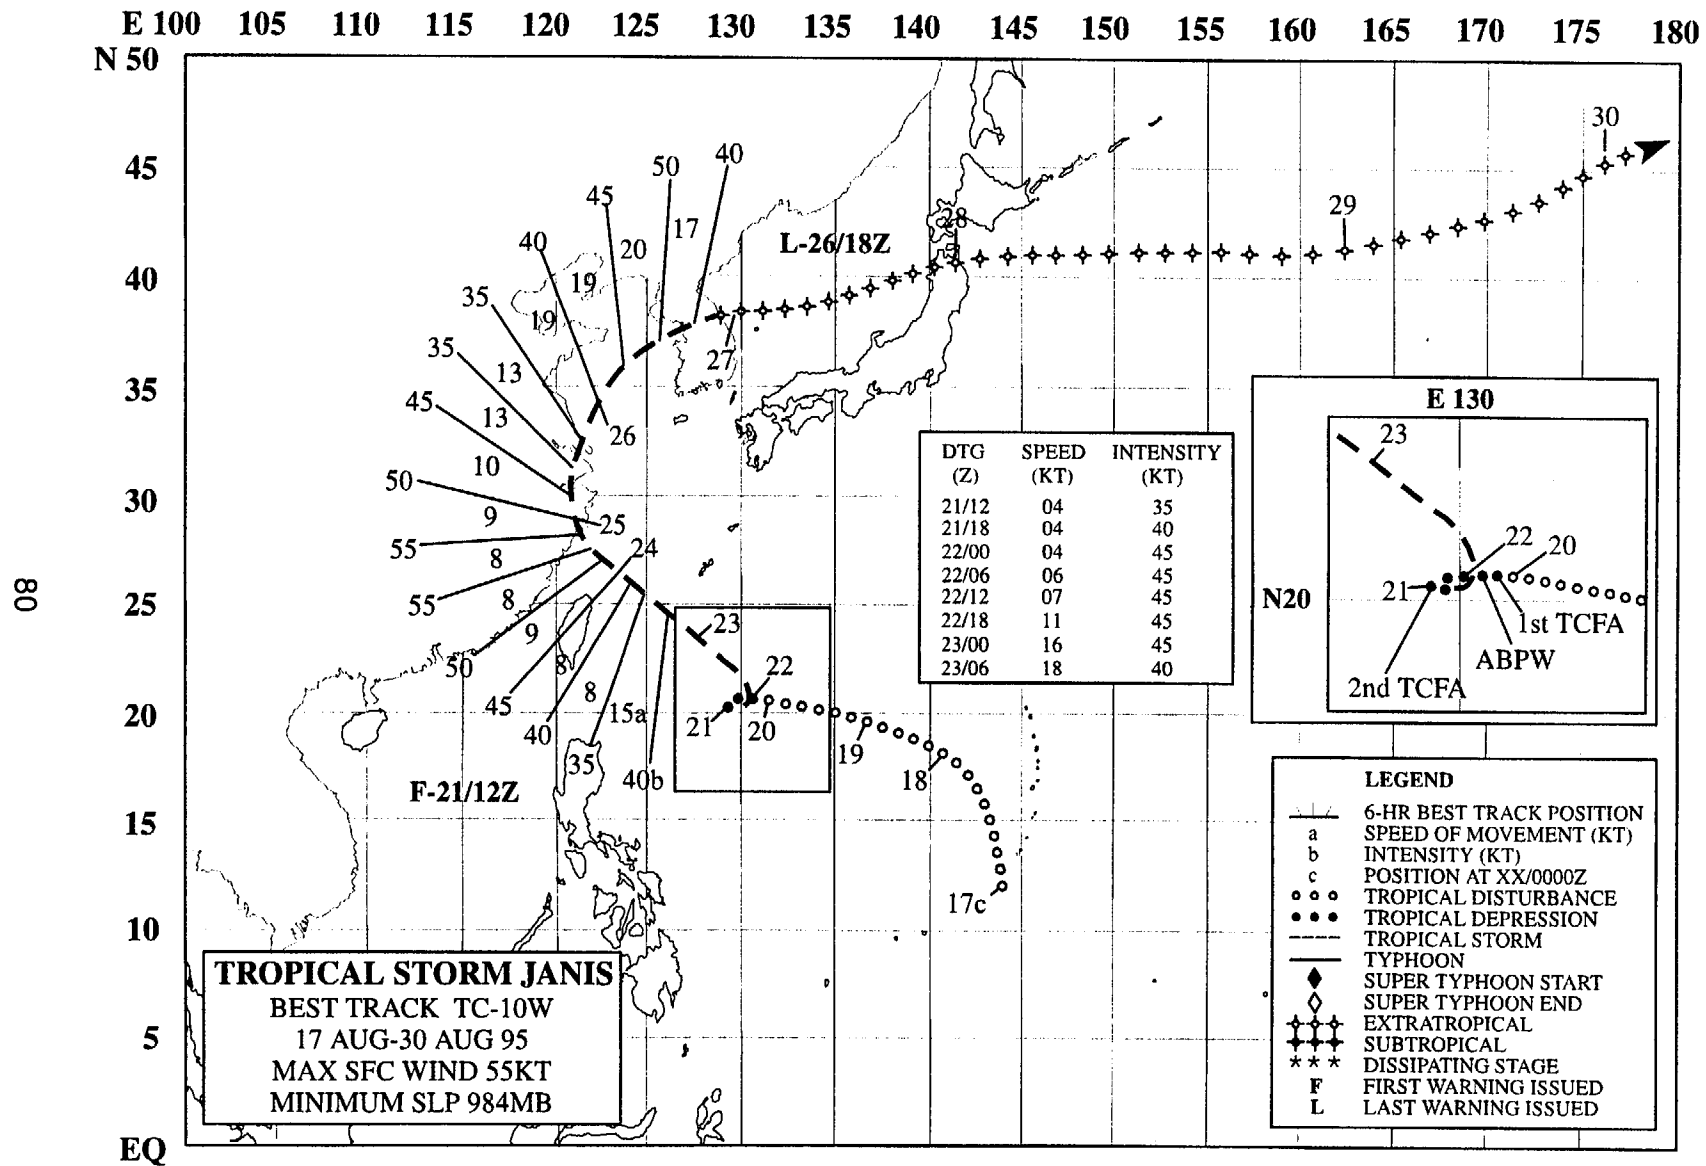 E 100 105 110 115 120 125 130 135 140 145 150 155 160 165 170 175 180
N 50
45
40
35
30
25
20
15
10
5
EQ
80
30
40
50
45
17
29
28
L-26/18Z
20
40
19
35
19
27
35
13
45
13
26
10
50
9
25
55
8
24
55
8
23
9
50
8
22
45
8
15a
40
21
20
19
35
40b
18
F-21/12Z
17c
E 130
23
22
20
21
N20
1st TCFA
ABPW
2nd TCFA
DTG SPEED INTENSITY
(Z) (KT) (KT)
21/12 04 35
21/18 04 40
22/00 04 45
22/06 06 45
22/12 07 45
22/18 11 45
23/00 16 45
23/06 18 40
LEGEND
6-HR BEST TRACK POSITION
a SPEED OF MOVEMENT (KT)
b INTENSITY (KT)
c POSITION AT XX/0000Z
TROPICAL DISTURBANCE
TROPICAL DEPRESSION
TROPICAL STORM
TYPHOON
SUPER TYPHOON START
SUPER TYPHOON END
EXTRATROPICAL
SUBTROPICAL
* * * DISSIPATING STAGE
F FIRST WARNING ISSUED
L LAST WARNING ISSUED
TROPICAL STORM JANIS
BEST TRACK TC-10W
17 AUG-30 AUG 95
MAX SFC WIND 55KT
MINIMUM SLP 984MB